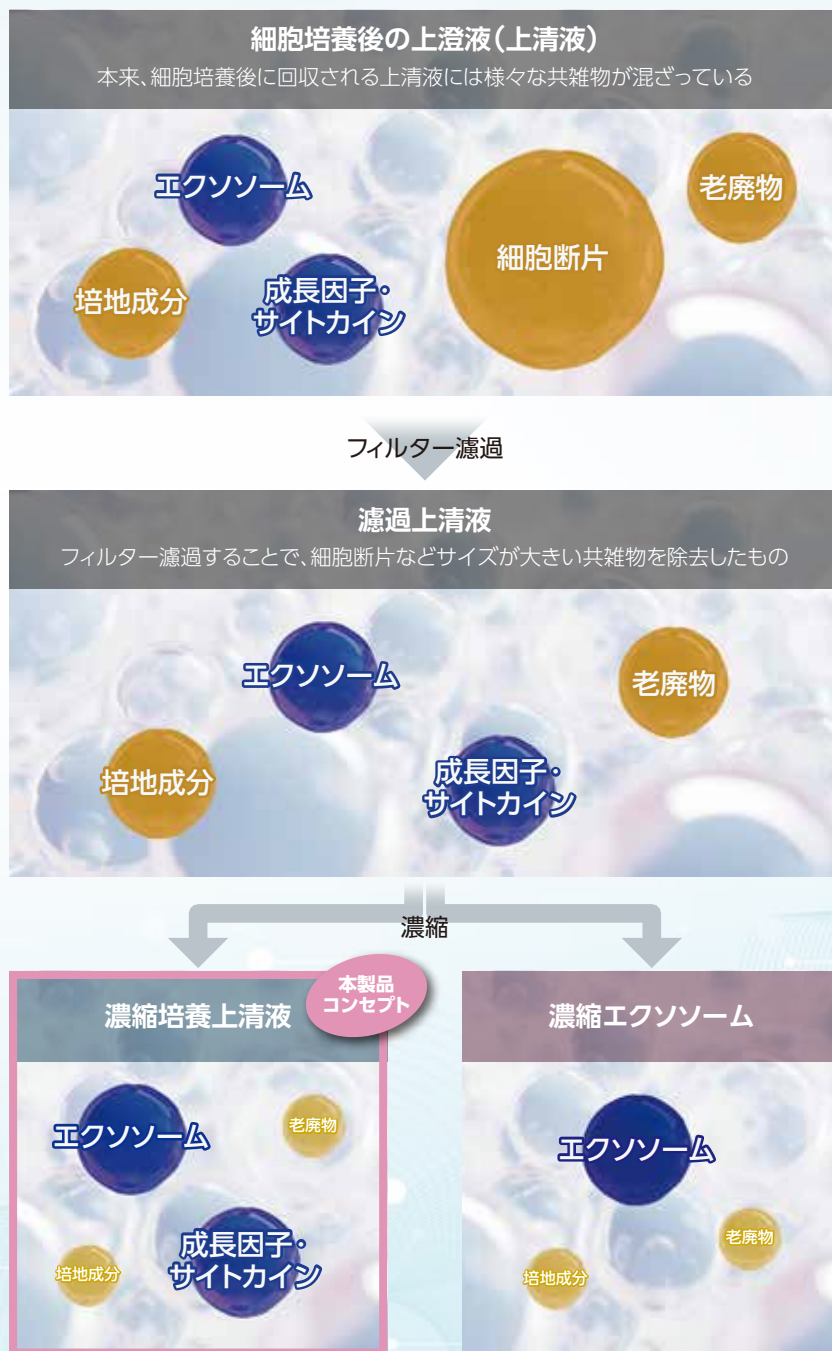 細胞培養後の上澄液(上清液)
本来、細胞培養後に回収される上清液には様々な共雑物が混ざっている
エクソソーム
老廃物
細胞断片
培地成分
成長因子・
サイトカイン
フィルター濾過
濾過上清液
フィルター濾過することで、細胞断片などサイズが大きい共雑物を除去したもの
エクソソーム
老廃物
培地成分
成長因子・
サイトカイン
濃縮
濃縮培養上清液
本製品
コンセプト
エクソソーム
老廃物
成長因子・
サイトカイン
培地成分
濃縮エクソソーム
エクソソーム
老廃物
培地成分